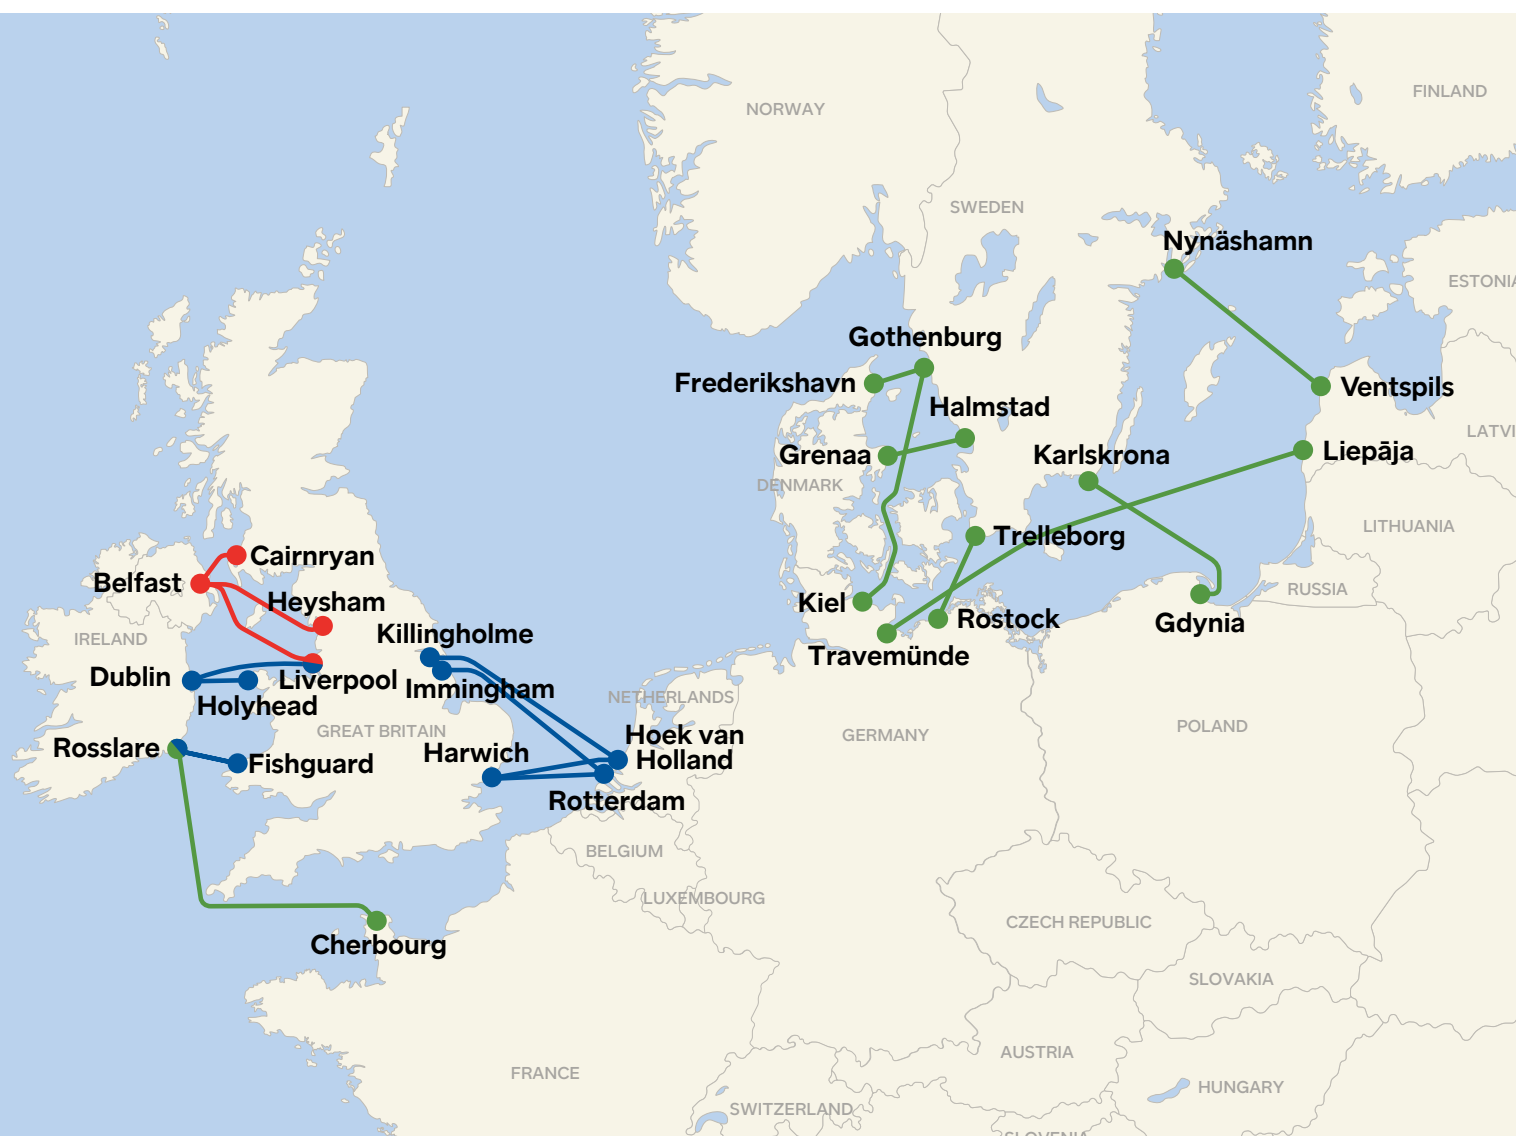 FINLAND
NORWAY
SWEDEN
Nynäshamn
ESTONIA
Gothenburg
Frederikshavn
Ventspils
Halmstad
LATVI
Grenaa
Karlskrona
Liepāja
DENMARK
LITHUANIA
Trelleborg
Cairnryan
Belfast
RUSSIA
Heysham
Kiel
Rostock
Gdynia
Killingholme
IRELAND
Travemünde
Dublin
Liverpool
Immingham
NETHERLANDS
Holyhead
GREAT BRITAIN
POLAND
Hoek van
Holland
GERMANY
Rosslare
Harwich
Fishguard
Rotterdam
BELGIUM
LUXEMBOURG
CZECH REPUBLIC
Cherbourg
SLOVAKIA
AUSTRIA
FRANCE
HUNGARY
SWITZERLAND
SLOVENIA